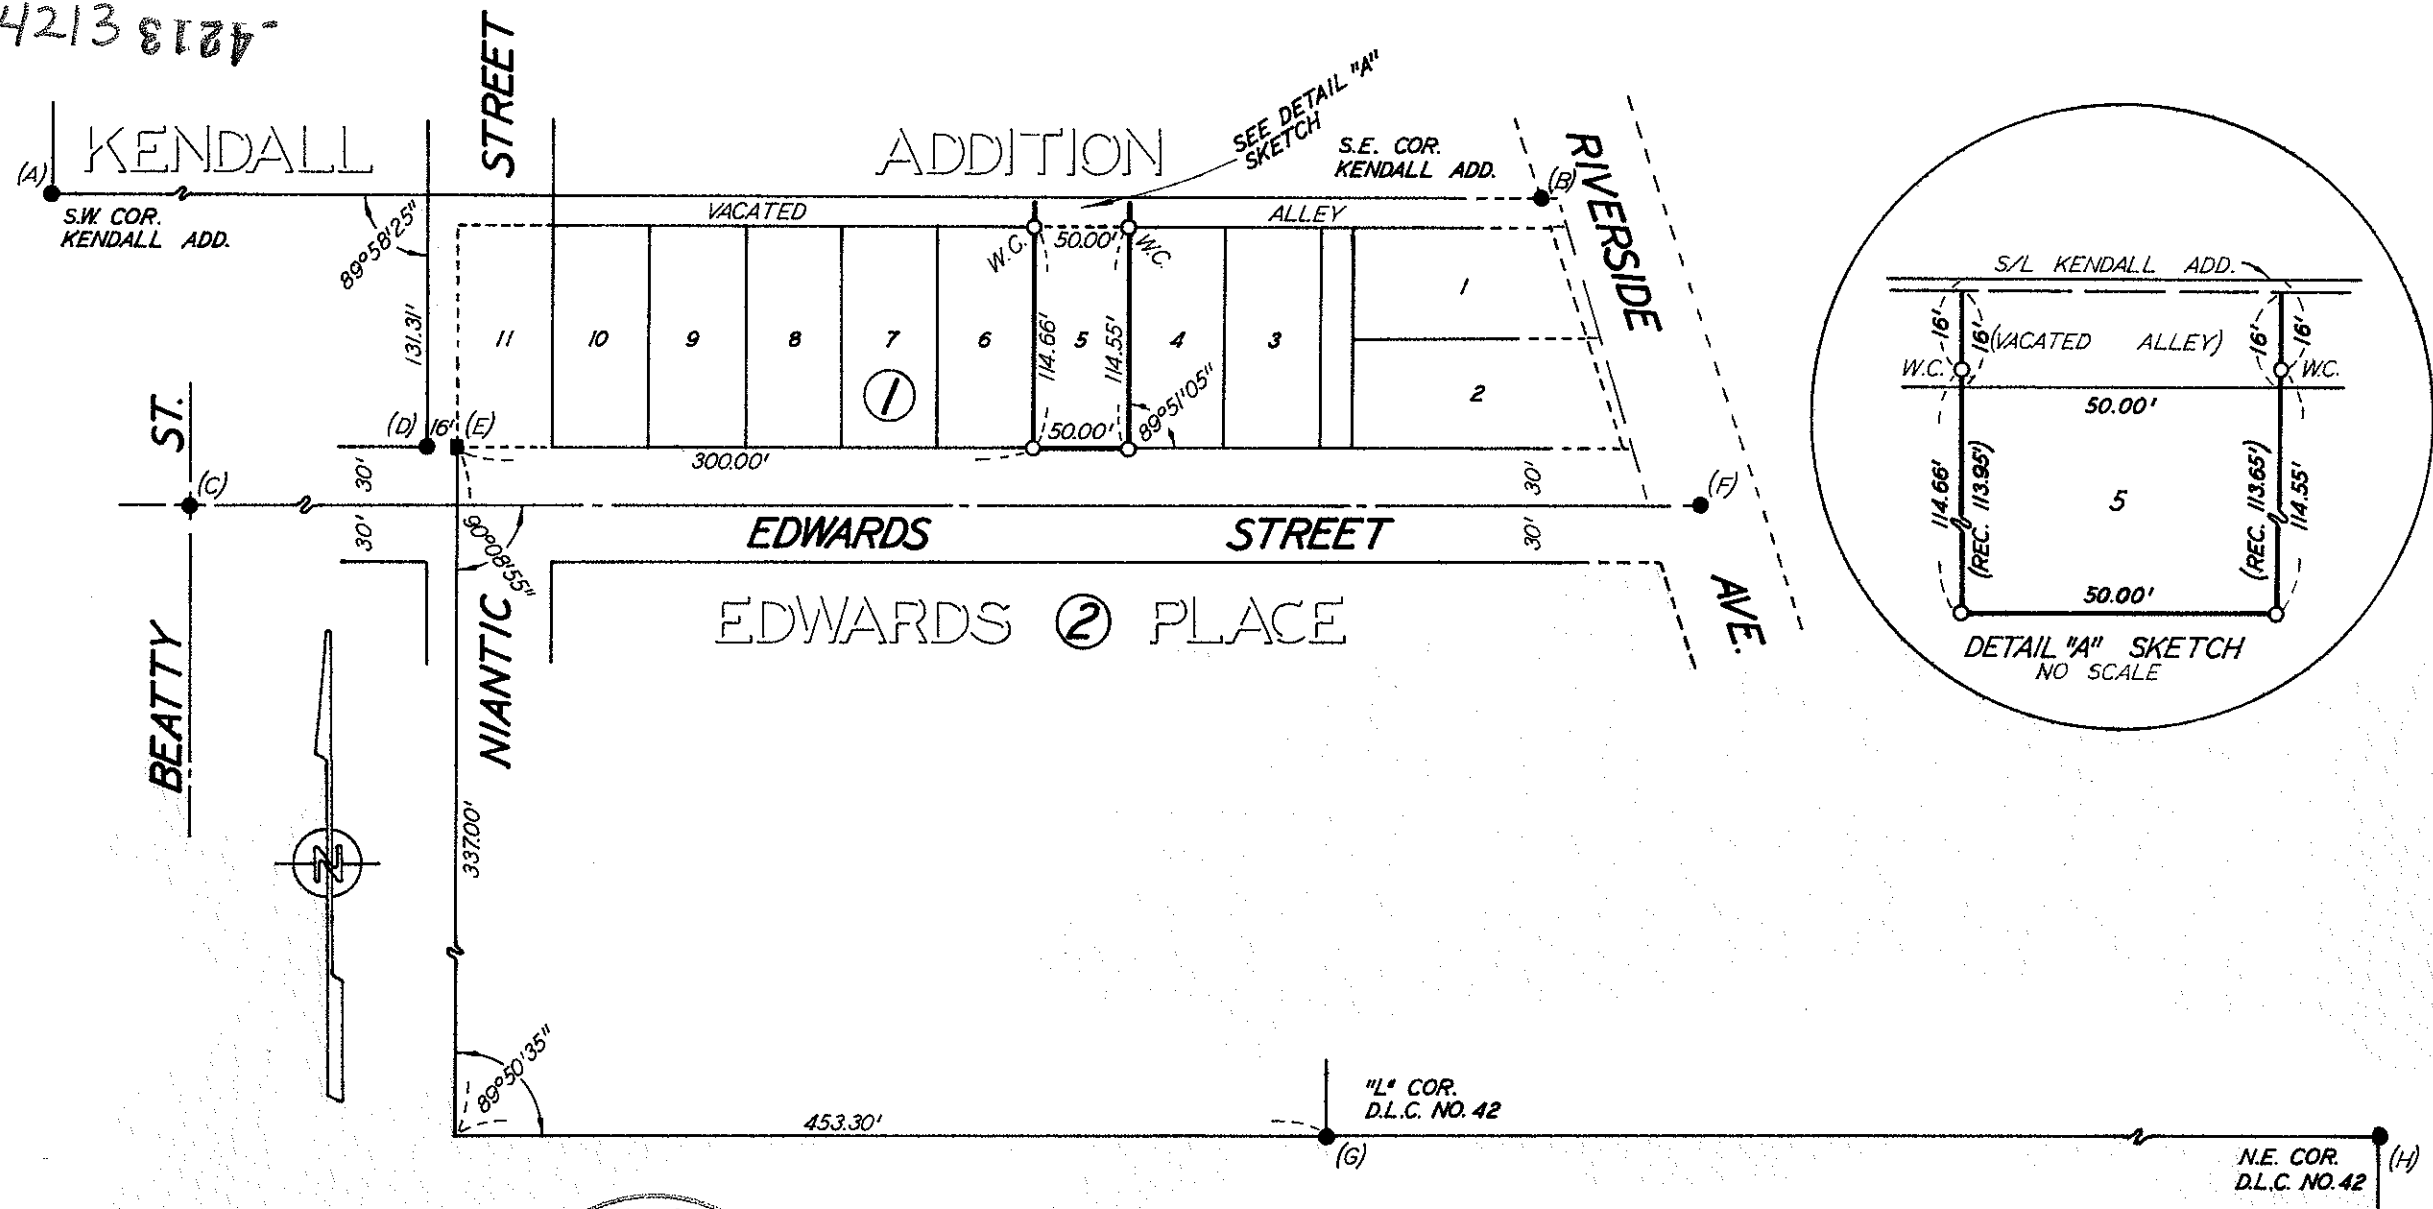 4213 4213-
STREET
KENDALL ADDITION
SEE DETAIL "A"
SKETCH
S.E. COR.
KENDALL ADD.
(A)
(B)
RIVERSIDE
S.W. COR.
KENDALL ADD.
VACATED ALLEY
89°58'25"
W.C. 50.00' W.C.
131.31'
11 10 9 8 7 6 5 4 3 1
2
114.66'
114.55'
1
89°51'05"
50.00'
ST.
(D) 16' (E)
300.00'
(C)
30'
30'
(F)
30'
30'
90°08'55"
EDWARDS STREET
EDWARDS 2 PLACE
AVE.
NIANTIC
BEATTY
337.00'
N
89°50'35"
453.30'
"L" COR.
D.L.C. NO. 42
(G)
N.E. COR.
D.L.C. NO. 42
(H)
S/L KENDALL ADD.
16' 16' 16' 16'
(VACATED ALLEY)
W.C. W.C.
50.00'
114.66'
(REC. 113.95')
5
(REC. 113.65')
114.55'
50.00'
DETAIL "A" SKETCH
NO SCALE